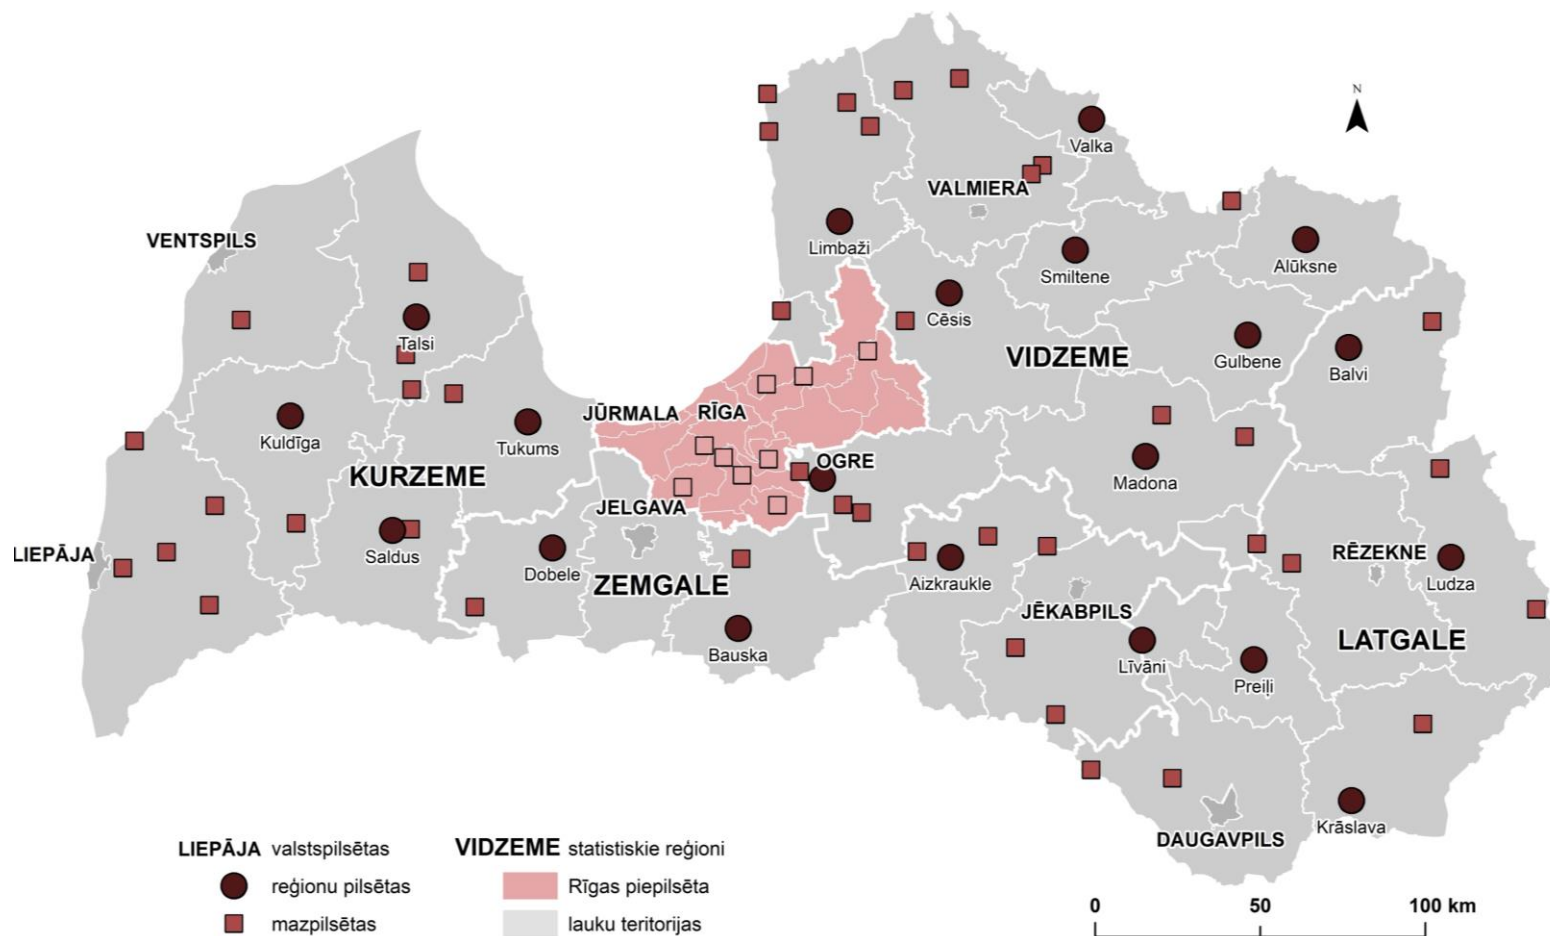 N
Valka
VALMIERA
VENTSPILS
Limbaži
Smiltene
Alūksne
Cēsis
Talsi
VIDZEME
Gulbene
Balvi
JŪRMALA
RĪGA
Kuldīga
Tukums
KURZEME
OGRE
Madona
JELGAVA
LIEPĀJA
Saldus
Dobele
ZEMGALE
Aizkraukle
RĒZEKNE
Ludza
JĒKABPILS
Bauska
Līvāni
Preiļi
LATGALE
Krāslava
DAUGAVPILS
LIEPĀJA valstspilsētas
VIDZEME statistiskie reģioni
reģionu pilsētas
Rīgas piepilsēta
mazpilsētas
lauku teritorijas
0 50 100 km